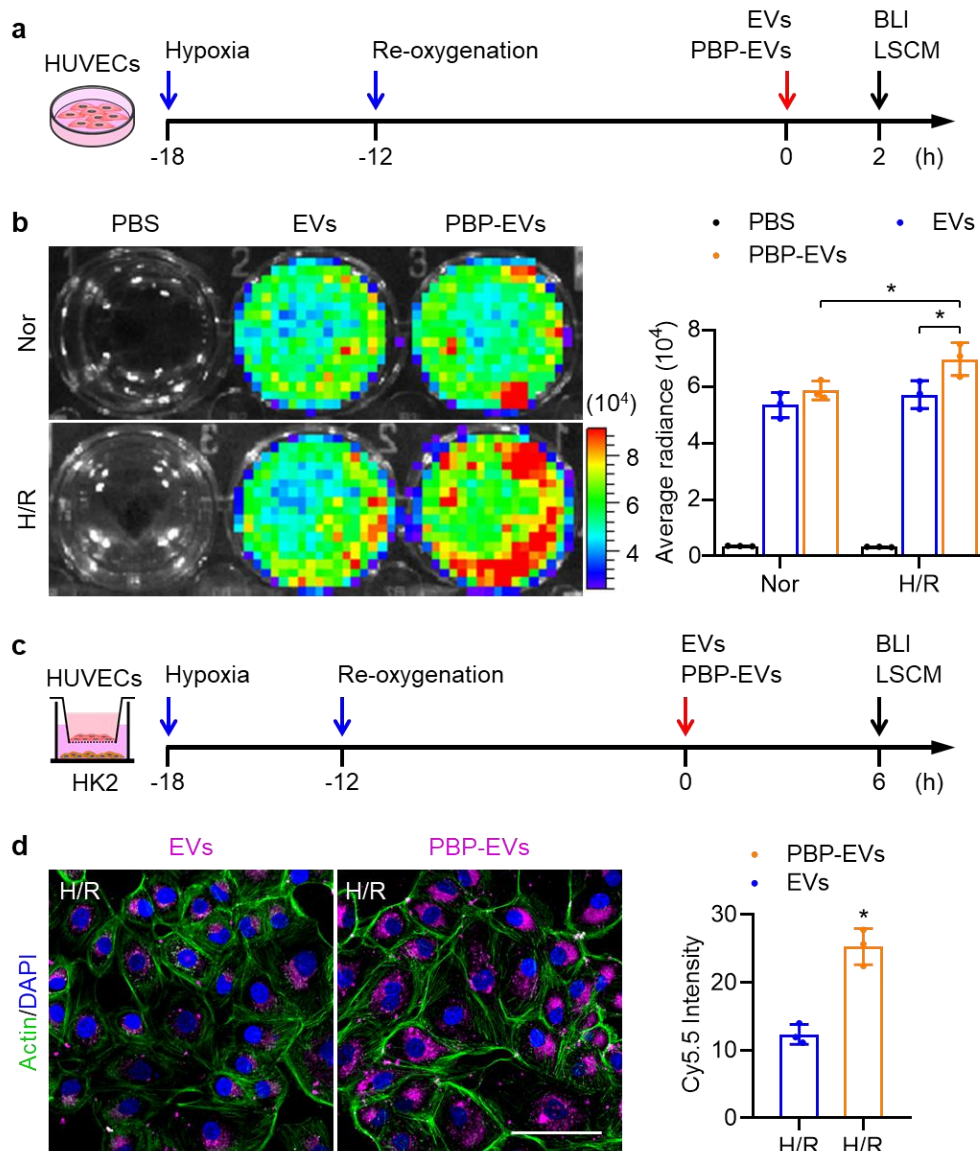 a
HUVECs
Hypoxia
Re-oxygenation
EVs
PBP-EVs
BLI
LSCM
-18
-12
0
2
(h)
b
PBS
EVs
PBP-EVs
Nor
H/R
(10⁴)
8
6
4
PBS
EVs
PBP-EVs
*
*
Average radiance (10⁴)
8
6
4
2
0
Nor
H/R
c
HUVECs
HK2
Hypoxia
Re-oxygenation
EVs
PBP-EVs
BLI
LSCM
-18
-12
0
6
(h)
d
EVs
PBP-EVs
H/R
H/R
Actin/DAPI
PBP-EVs
EVs
*
Cy5.5 Intensity
30
20
10
0
H/R
H/R